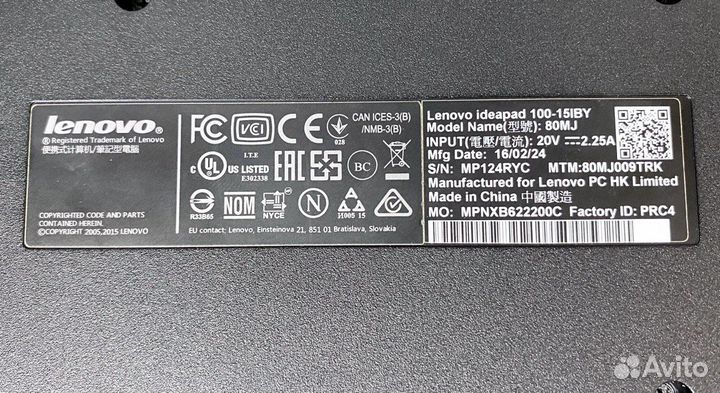 lenovo
® Registered Trademark of Lenovo
便携式计算机/筆記型電腦
COPYRIGHTED CODE AND PARTS
CONTAINED HEREIN.
©COPYRIGHT 2005,2015 LENOVO
FC VCI CAN ICES-3(B)
/NMB-3(B)
028
I.T.E
c UL US LISTED
E302338
EAC
BC
R33B65
NOM
NYCE
N
005 15
EU contact: Lenovo, Einsteinova 21, 851 01 Bratislava, Slovakia
Lenovo ideapad 100-15IBY
Model Name(型號): 80MJ
INPUT(電壓/電流): 20V ⎓ 2.25A
Mfg Date: 16/02/24
S/N: MP124RYC MTM:80MJ009TRK
Manufactured for Lenovo PC HK Limited
Made in China 中國製造
MO: MPNXB622200C Factory ID: PRC4
Avito